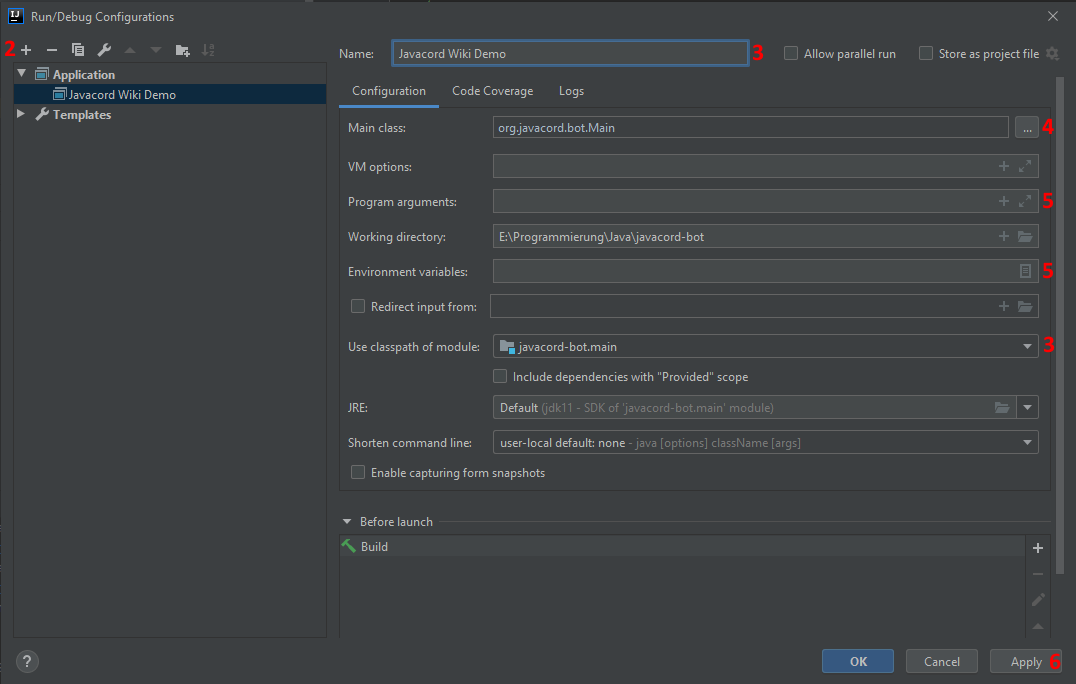 IJ Run/Debug Configurations
2
Name: Javacord Wiki Demo 3 Allow parallel run Store as project file
Application
Javacord Wiki Demo
Templates
Configuration Code Coverage Logs
Main class: org.javacord.bot.Main ... 4
VM options:
Program arguments: 5
Working directory: E:\Programmierung\Java\javacord-bot
Environment variables: 5
Redirect input from:
Use classpath of module: javacord-bot.main 3
Include dependencies with "Provided" scope
JRE: Default (jdk11 - SDK of 'javacord-bot.main' module)
Shorten command line: user-local default: none - java [options] className [args]
Enable capturing form snapshots
Before launch
Build
? OK Cancel Apply 6